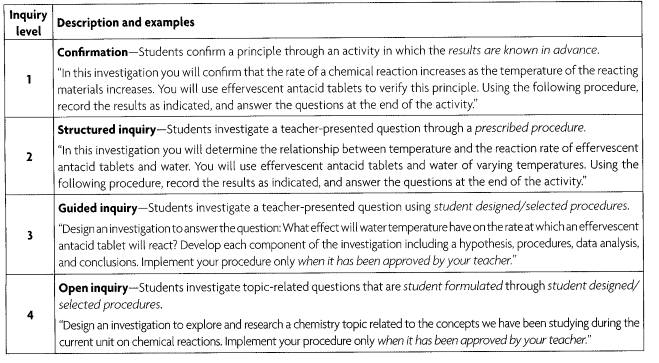 Inquiry
level
Description and examples
1
Confirmation—Students confirm a principle through an activity in which the results are known in advance.
"In this investigation you will confirm that the rate of a chemical reaction increases as the temperature of the reacting
materials increases. You will use effervescent antacid tablets to verify this principle. Using the following procedure,
record the results as indicated, and answer the questions at the end of the activity."
2
Structured inquiry—Students investigate a teacher-presented question through a prescribed procedure.
"In this investigation you will determine the relationship between temperature and the reaction rate of effervescent
antacid tablets and water. You will use effervescent antacid tablets and water of varying temperatures. Using the
following procedure, record the results as indicated, and answer the questions at the end of the activity."
3
Guided inquiry—Students investigate a teacher-presented question using student designed/selected procedures.
"Design an investigation to answer the question: What effect will water temperature have on the rate at which an effervescent
antacid tablet will react? Develop each component of the investigation including a hypothesis, procedures, data analysis,
and conclusions. Implement your procedure only when it has been approved by your teacher."
4
Open inquiry—Students investigate topic-related questions that are student formulated through student designed/
selected procedures.
"Design an investigation to explore and research a chemistry topic related to the concepts we have been studying during the
current unit on chemical reactions. Implement your procedure only when it has been approved by your teacher."